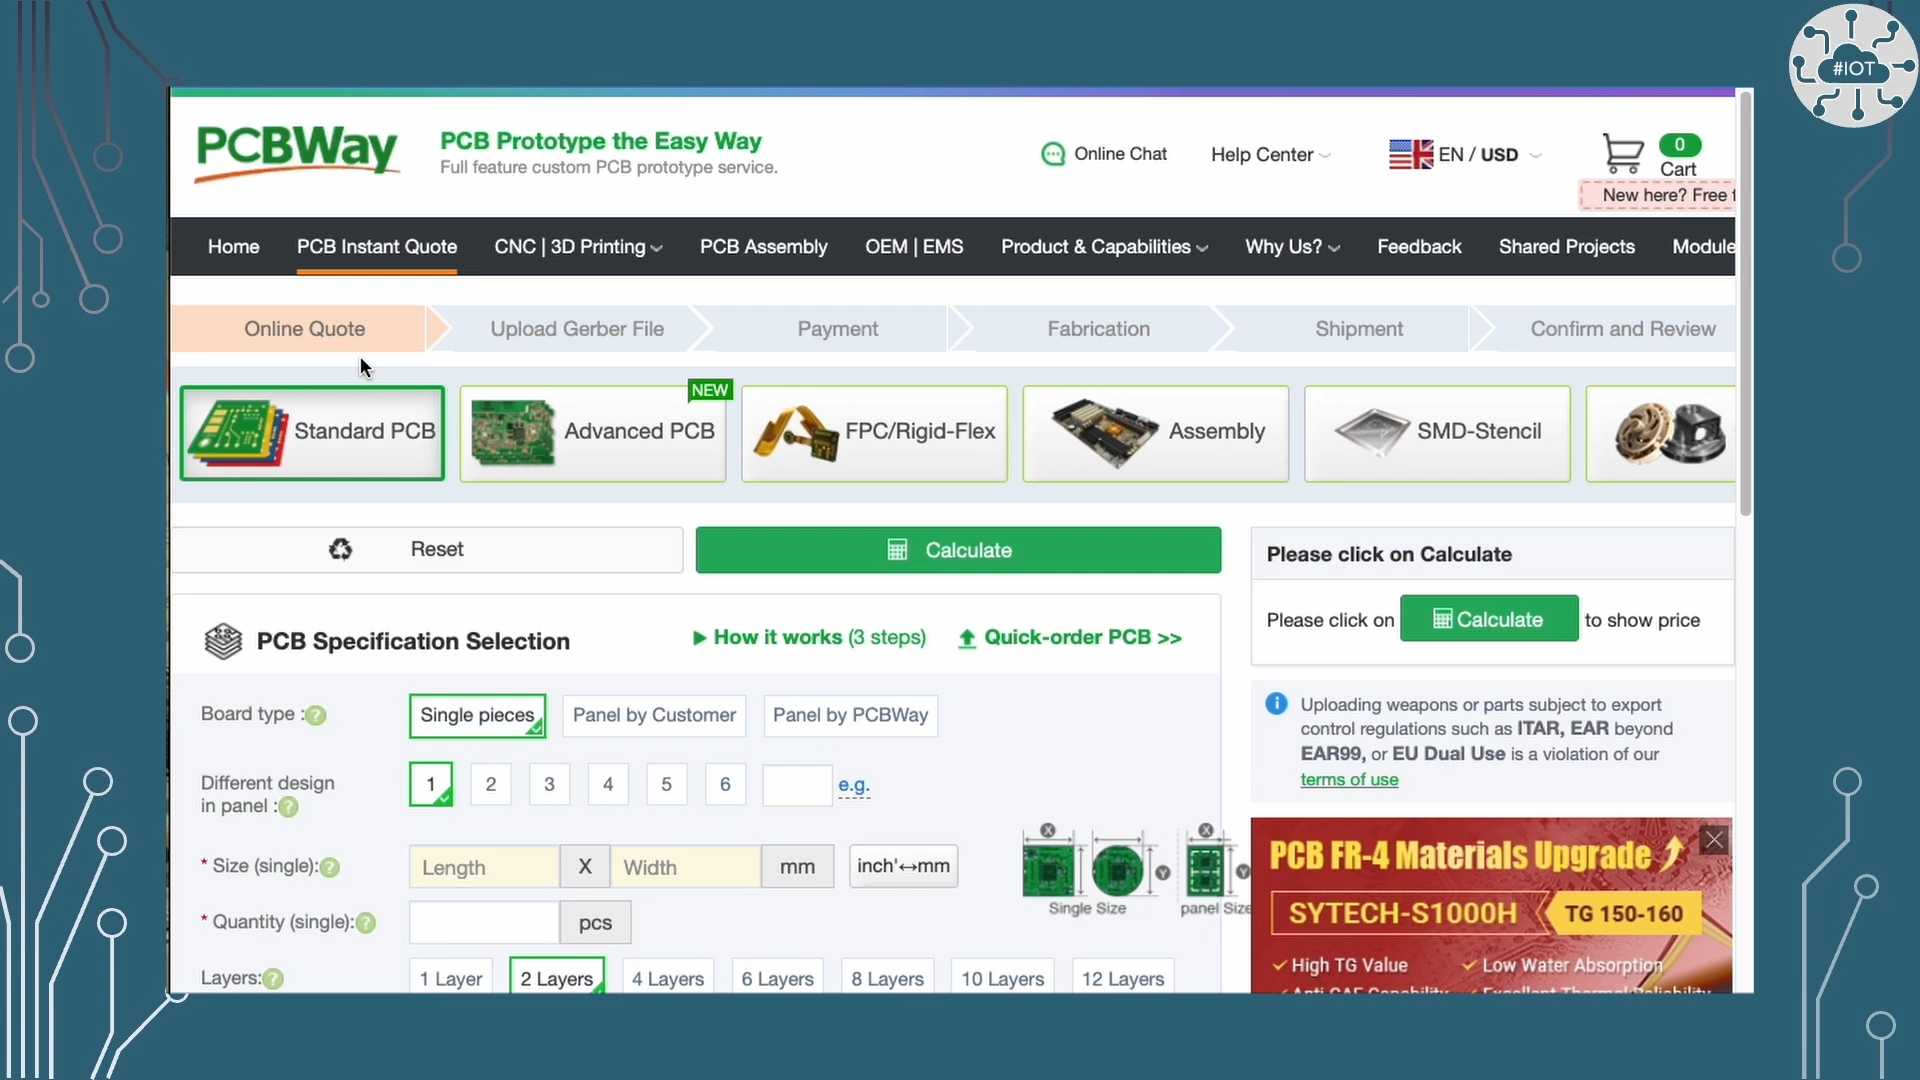 #IOT
PCBWay
PCB Prototype the Easy Way
Full feature custom PCB prototype service.
Online Chat
Help Center
EN / USD
0
Cart
New here? Free
Home
PCB Instant Quote
CNC | 3D Printing
PCB Assembly
OEM | EMS
Product & Capabilities
Why Us?
Feedback
Shared Projects
Module
Online Quote
Upload Gerber File
Payment
Fabrication
Shipment
Confirm and Review
Standard PCB
NEW
Advanced PCB
FPC/Rigid-Flex
Assembly
SMD-Stencil
Reset
Calculate
Please click on Calculate
Please click on Calculate to show price
PCB Specification Selection
How it works (3 steps)
Quick-order PCB >>
Board type :?
Single pieces
Panel by Customer
Panel by PCBWay
Different design
in panel :?
1
2
3
4
5
6
e.g.
* Size (single):?
Length
X
Width
mm
inch'↔mm
X
Y
Single Size
X
Y
panel Size
* Quantity (single):?
pcs
Layers:?
1 Layer
2 Layers
4 Layers
6 Layers
8 Layers
10 Layers
12 Layers
Uploading weapons or parts subject to export
control regulations such as ITAR, EAR beyond
EAR99, or EU Dual Use is a violation of our
terms of use
PCB FR-4 Materials Upgrade
SYTECH-S1000H
TG 150-160
High TG Value
Low Water Absorption
Anti CAF Capability
Excellent Thermal Reliability